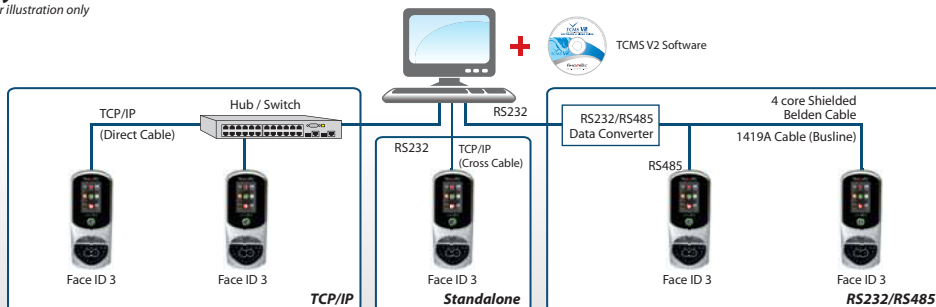 r illustration only
TCMS V2
TCMS V2 Software
TCP/IP
(Direct Cable)
Hub / Switch
RS232
TCP/IP
(Cross Cable)
RS232
RS232/RS485
Data Converter
4 core Shielded
Belden Cable
1419A Cable (Busline)
RS485
Face ID 3
Face ID 3
Face ID 3
Face ID 3
Face ID 3
TCP/IP
Standalone
RS232/RS485